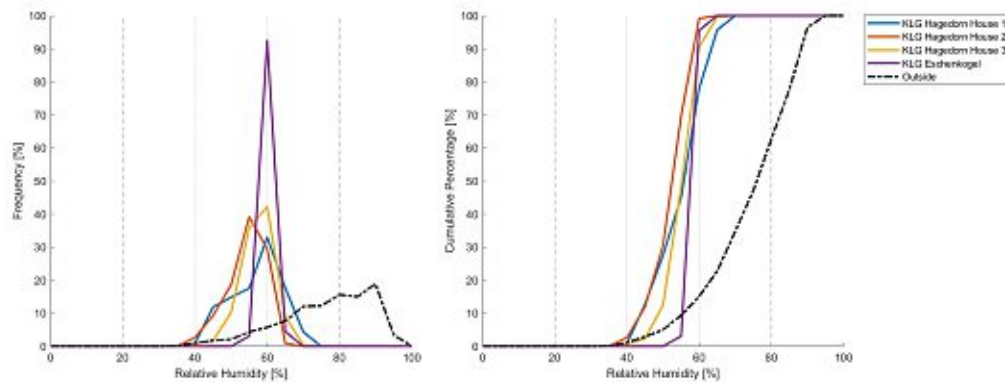 100
90
80
70
60
50
40
30
20
10
0
Frequency [%]
0 20 40 60 80 100
Relative Humidity [%]
100
90
80
70
60
50
40
30
20
10
0
Cumulative Percentage [%]
0 20 40 60 80 100
Relative Humidity [%]
KLG Hagedorn House 1
KLG Hagedorn House 2
KLG Hagedorn House 3
KLG Eschenkogel
Outside